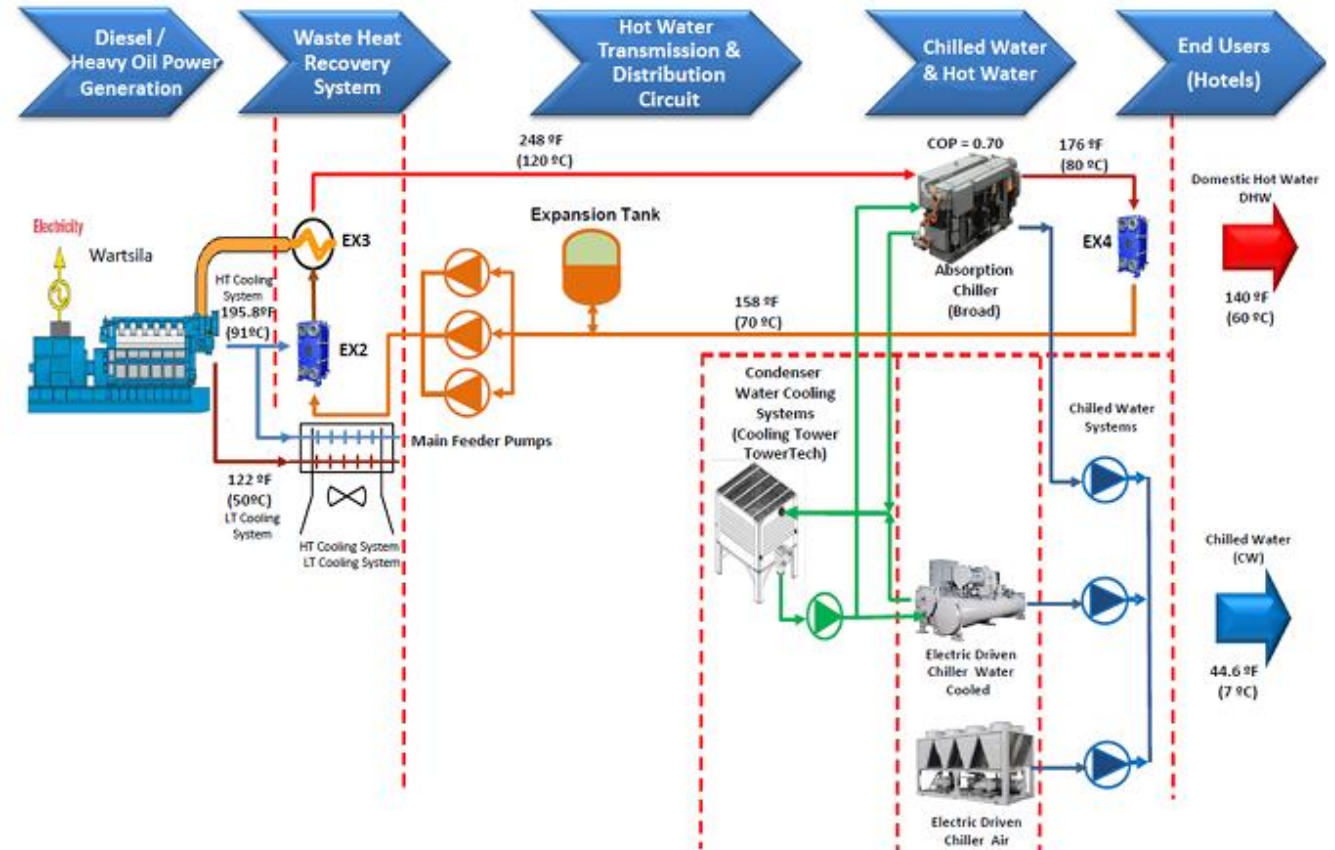 Diesel /
Heavy Oil Power
Generation
Waste Heat
Recovery
System
Hot Water
Transmission &
Distribution
Circuit
Chilled Water
& Hot Water
End Users
(Hotels)
248 ºF
(120 ºC)
COP = 0.70
176 ºF
(80 ºC)
Domestic Hot Water
DHW
Electricity
Wartsila
EX3
Expansion Tank
EX4
HT Cooling
System
195.8ºF
(91ºC)
Absorption
Chiller
(Broad)
140 ºF
(60 ºC)
158 ºF
(70 ºC)
EX2
Condenser
Water Cooling
Systems
(Cooling Tower
TowerTech)
Chilled Water
Systems
Main Feeder Pumps
122 ºF
(50ºC)
LT Cooling
System
HT Cooling System
LT Cooling System
Chilled Water
(CW)
Electric Driven
Chiller Water
Cooled
44.6 ºF
(7 ºC)
Electric Driven
Chiller Air